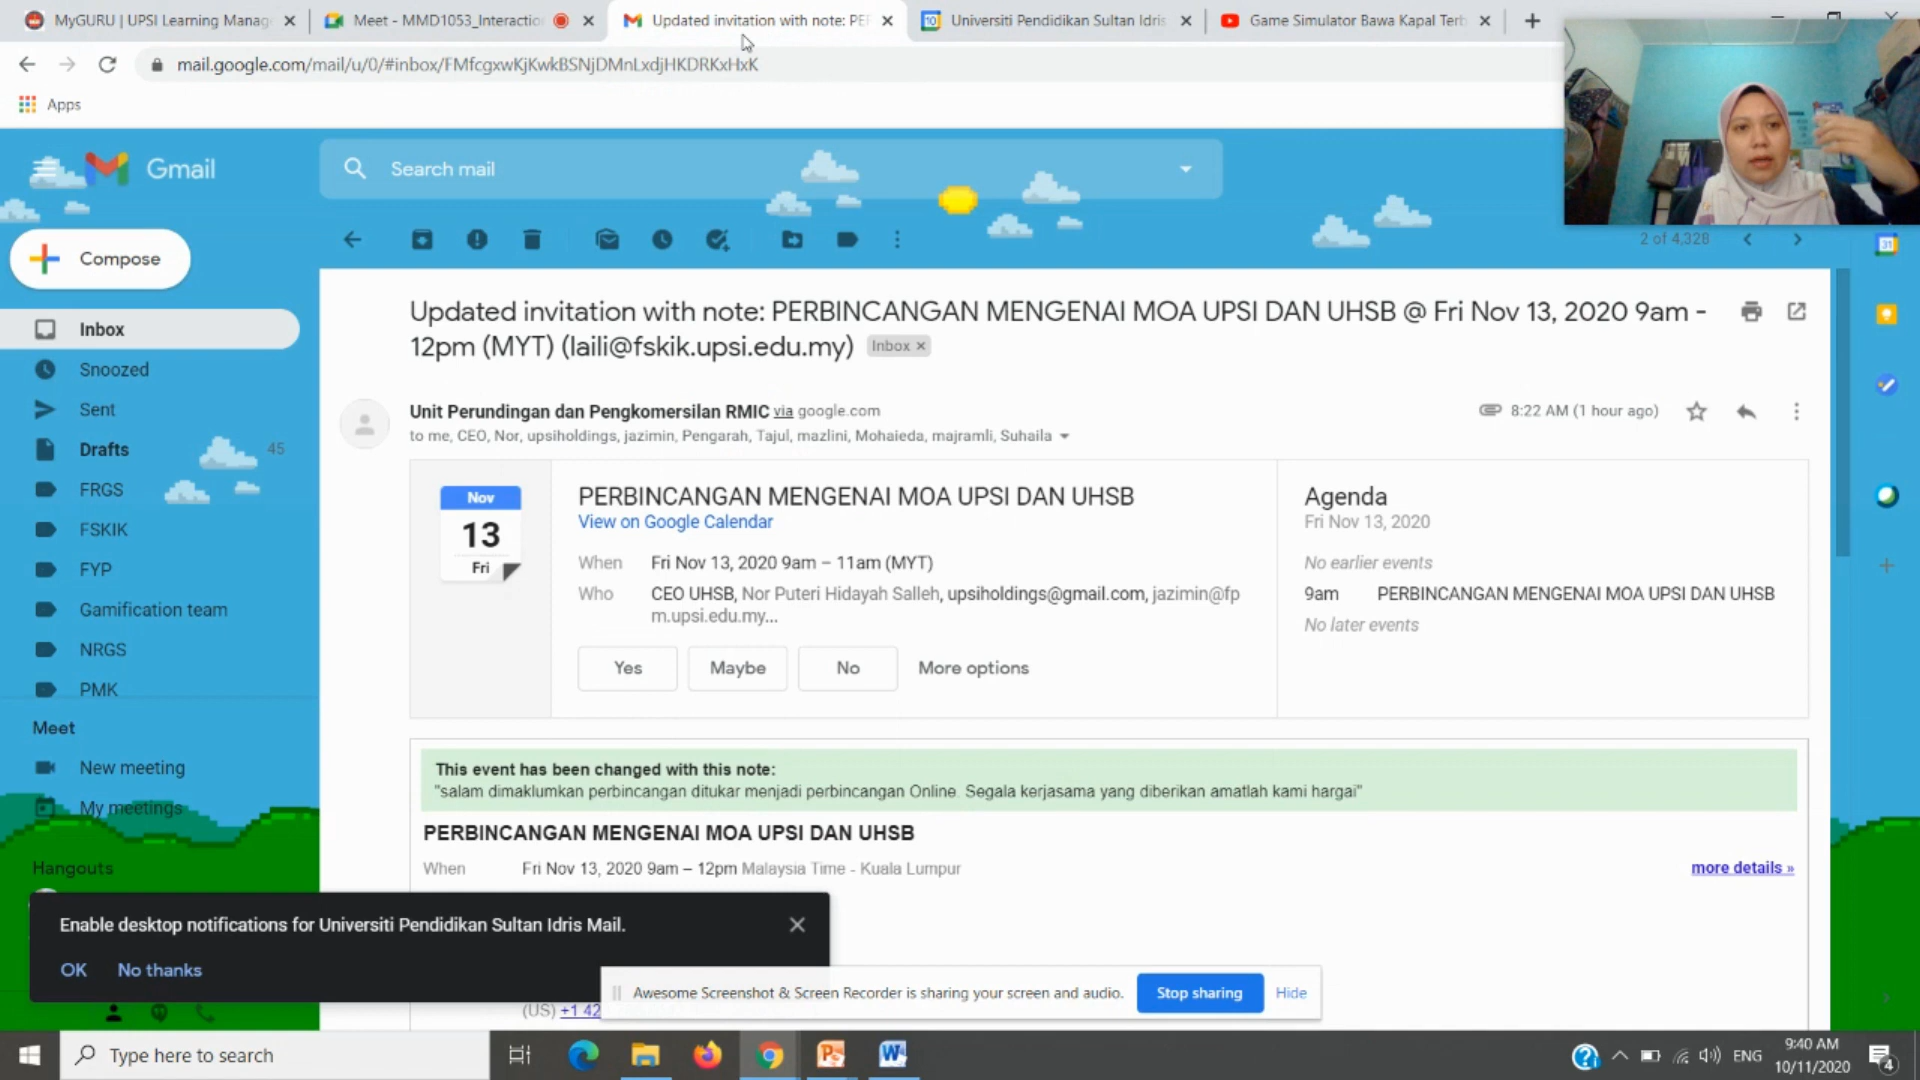 MyGURU | UPSI Learning Manag
Meet - MMD1053_Interactio
Updated invitation with note: PER
Universiti Pendidikan Sultan Idris
Game Simulator Bawa Kapal Terb
mail.google.com/mail/u/0/#inbox/FMfcgxwKjKwkBSNjDMnLxdjHKDRKxHxK
Apps
Gmail
Search mail
Compose
2 of 4,328
Inbox
Snoozed
Sent
Drafts 45
FRGS
FSKIK
FYP
Gamification team
NRGS
PMK
Meet
New meeting
My meetings
Hangouts
Updated invitation with note: PERBINCANGAN MENGENAI MOA UPSI DAN UHSB @ Fri Nov 13, 2020 9am -
12pm (MYT) (laili@fskik.upsi.edu.my) Inbox
Unit Perundingan dan Pengkomersilan RMIC via google.com
8:22 AM (1 hour ago)
to me, CEO, Nor, upsiholdings, jazimin, Pengarah, Tajul, mazlini, Mohaieda, majramli, Suhaila
Nov
13
Fri
PERBINCANGAN MENGENAI MOA UPSI DAN UHSB
View on Google Calendar
When Fri Nov 13, 2020 9am – 11am (MYT)
Who CEO UHSB, Nor Puteri Hidayah Salleh, upsiholdings@gmail.com, jazimin@fp
m.upsi.edu.my...
Yes
Maybe
No
More options
Agenda
Fri Nov 13, 2020
No earlier events
9am PERBINCANGAN MENGENAI MOA UPSI DAN UHSB
No later events
This event has been changed with this note:
"salam dimaklumkan perbincangan ditukar menjadi perbincangan Online. Segala kerjasama yang diberikan amatlah kami hargai"
PERBINCANGAN MENGENAI MOA UPSI DAN UHSB
When Fri Nov 13, 2020 9am – 12pm Malaysia Time - Kuala Lumpur
more details »
Enable desktop notifications for Universiti Pendidikan Sultan Idris Mail.
OK
No thanks
Awesome Screenshot & Screen Recorder is sharing your screen and audio.
Stop sharing
Hide
(US) +1 42
Type here to search
ENG
9:40 AM
10/11/2020
4